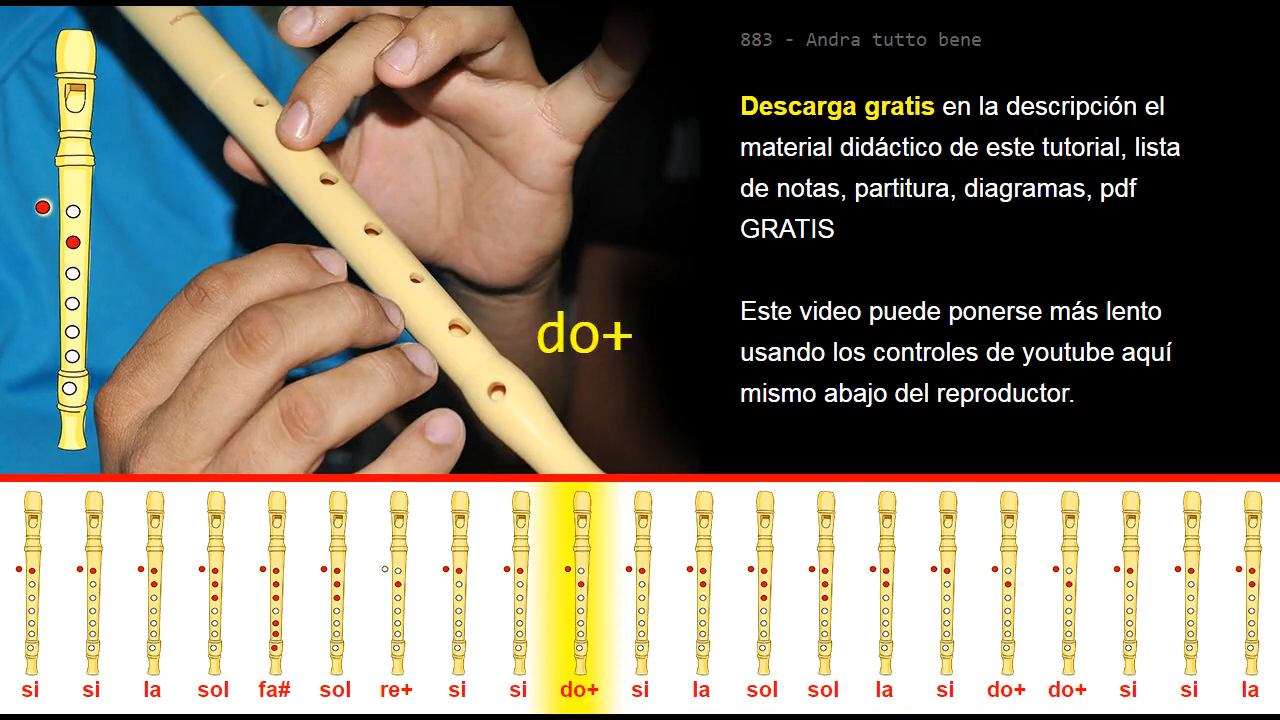 883 - Andra tutto bene
Descarga gratis en la descripción el
material didáctico de este tutorial, lista
de notas, partitura, diagramas, pdf
GRATIS
Este video puede ponerse más lento
usando los controles de youtube aquí
mismo abajo del reproductor.
do+
si si la sol fa# sol re+ si si do+ si la sol sol la si do+ do+ si si la